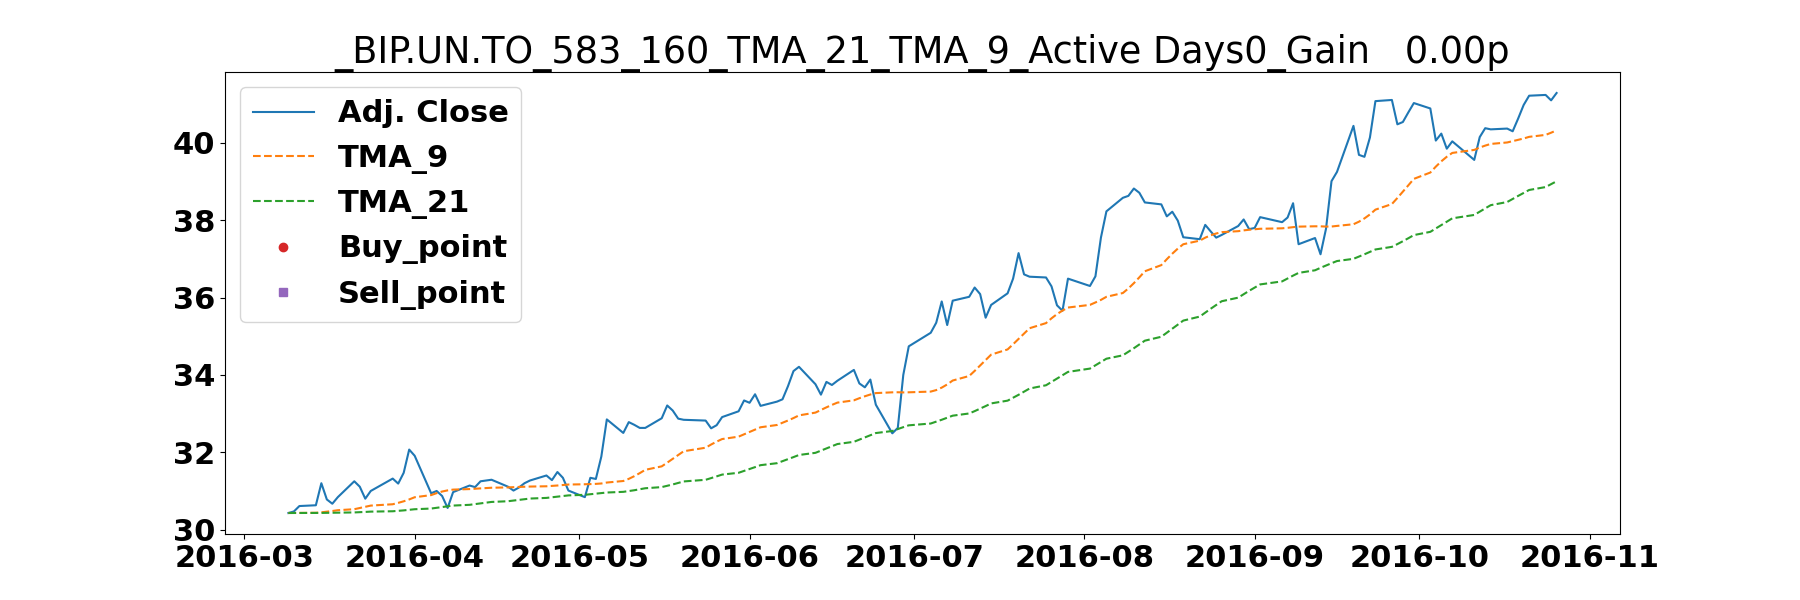 _BIP.UN.TO_583_160_TMA_21_TMA_9_Active Days0_Gain   0.00p
Adj. Close
TMA_9
TMA_21
Buy_point
Sell_point
40
38
36
34
32
30
2016-03 2016-04 2016-05 2016-06 2016-07 2016-08 2016-09 2016-10 2016-11